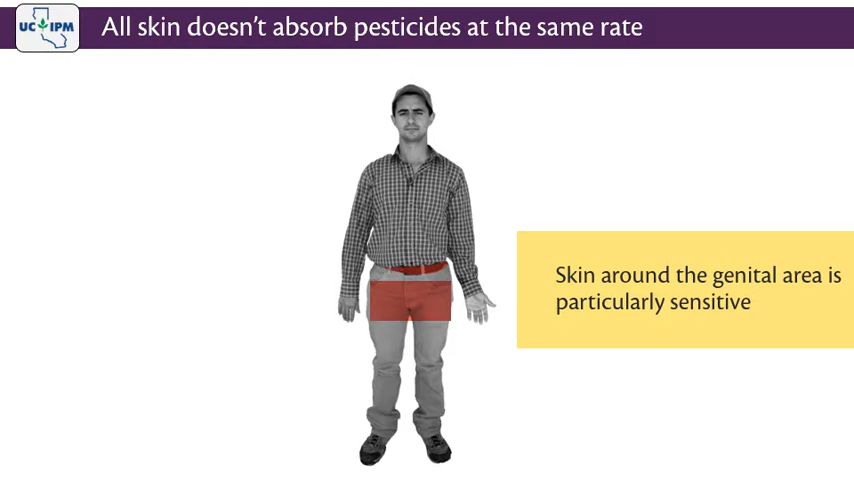 UC IPM
All skin doesn't absorb pesticides at the same rate
Skin around the genital area is
particularly sensitive